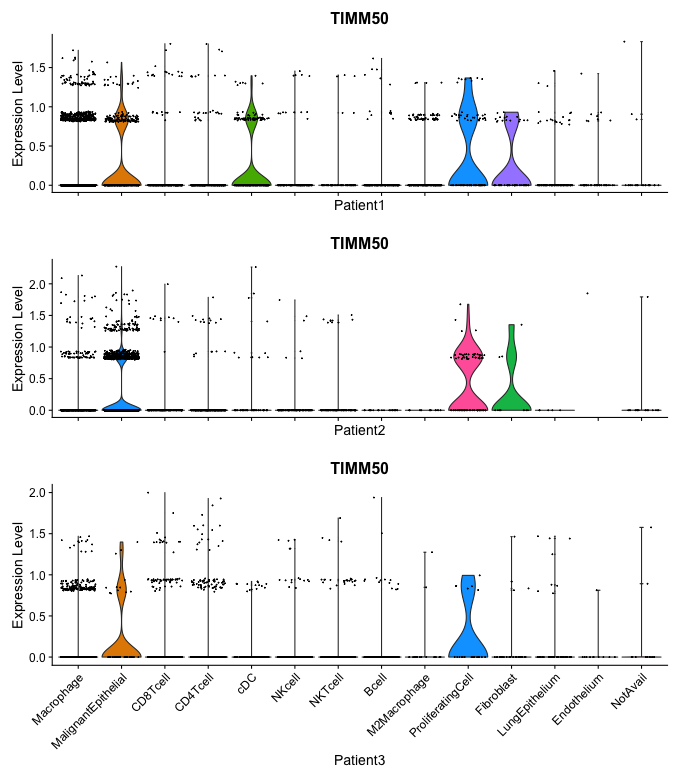 TIMM50
Expression Level
1.5
1.0
0.5
0.0
Patient1
TIMM50
Expression Level
2.0
1.5
1.0
0.5
0.0
Patient2
TIMM50
Expression Level
2.0
1.5
1.0
0.5
0.0
Macrophage
MalignantEpithelial
CD8Tcell
CD4Tcell
cDC
NKcell
NKTcell
Bcell
M2Macrophage
ProliferatingCell
Fibroblast
LungEpithelium
Endothelium
NotAvail
Patient3